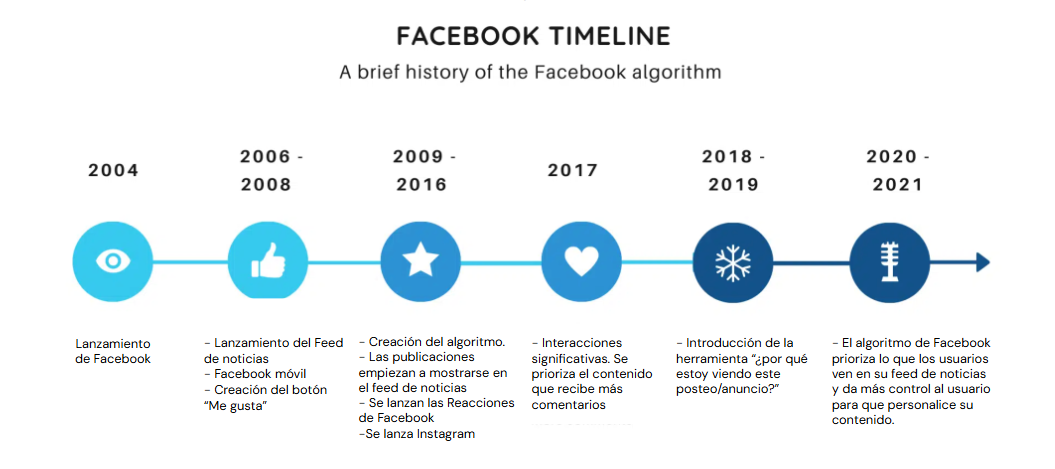 FACEBOOK TIMELINE
A brief history of the Facebook algorithm
2004
2006 -
2008
2009 -
2016
2017
2018 -
2019
2020 -
2021
Lanzamiento
de Facebook
- Lanzamiento del Feed
de noticias
- Facebook móvil
- Creación del botón
"Me gusta"
- Creación del algoritmo.
- Las publicaciones
empiezan a mostrarse en
el feed de noticias
- Se lanzan las Reacciones
de Facebook
-Se lanza Instagram
- Interacciones
significativas. Se
prioriza el contenido
que recibe más
comentarios
- Introducción de la
herramienta "¿por qué
estoy viendo este
posteo/anuncio?"
- El algoritmo de Facebook
prioriza lo que los usuarios
ven en su feed de noticias
y da más control al usuario
para que personalice su
contenido.